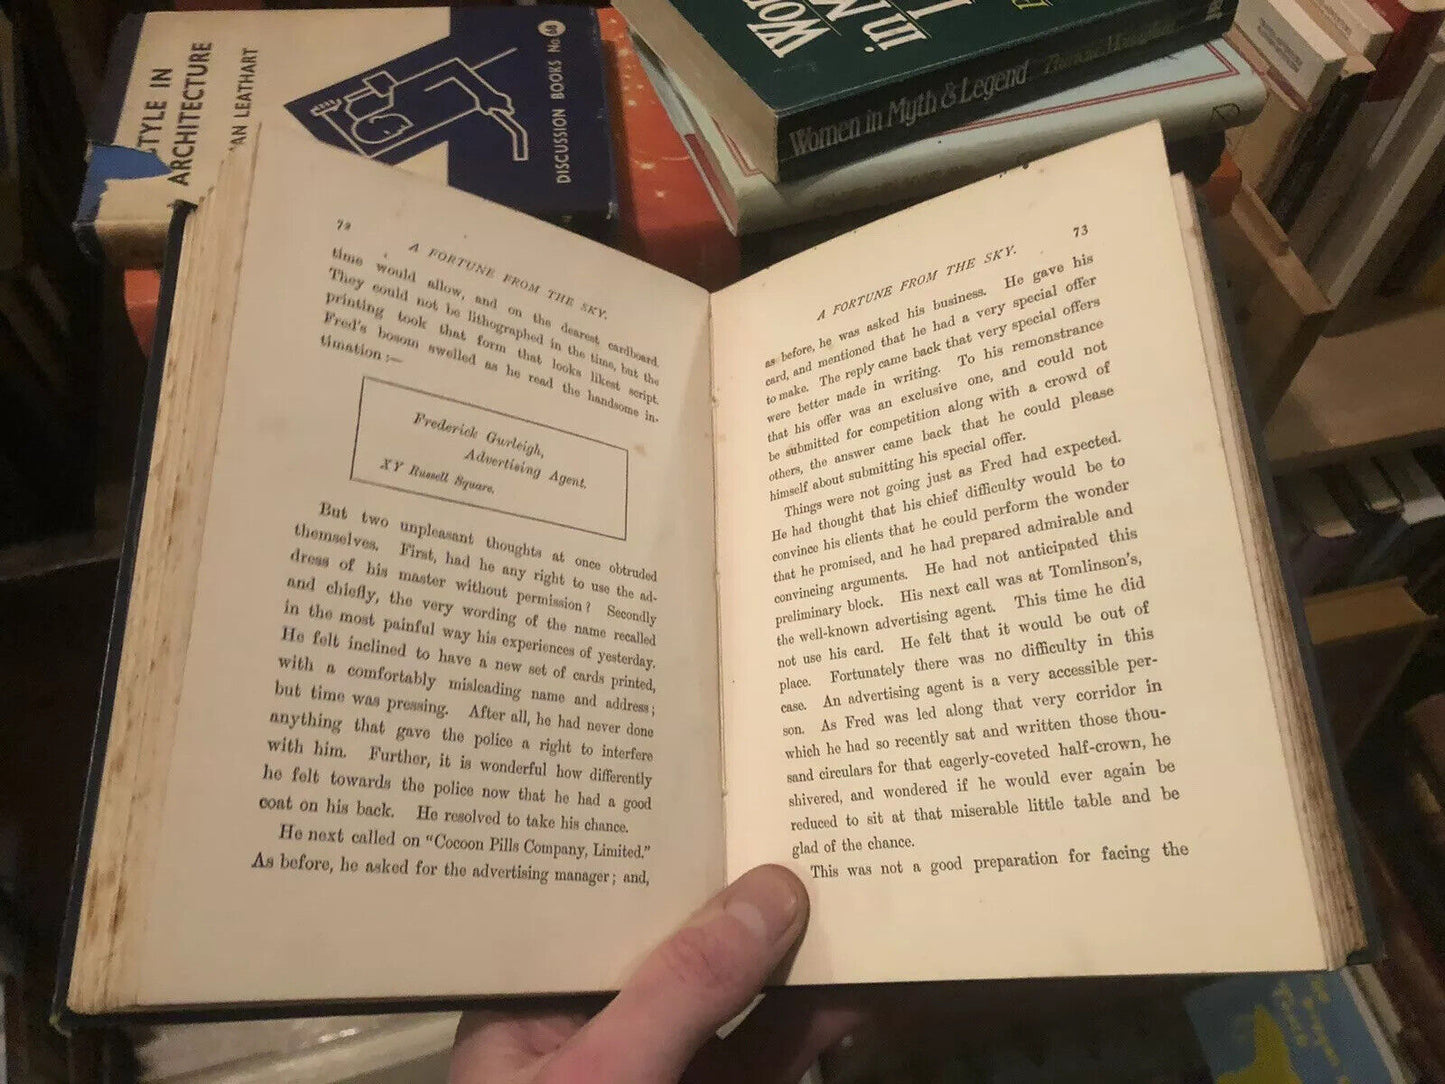 STYLE IN
ARCHITECTURE
AN LEATHART
DISCUSSION BOOKS No. 68
in M
Women in Myth & Legend
72
A FORTUNE FROM THE SKY.
time would allow, and on the dearest cardboard.
They could not be lithographed in the time, but the
printing took that form that looks likest script.
Fred's bosom swelled as he read the handsome in-
timation :—
Frederick Gurleigh,
Advertising Agent.
XY Russell Square.
But two unpleasant thoughts at once obtruded
themselves. First, had he any right to use the ad-
dress of his master without permission? Secondly
and chiefly, the very wording of the name recalled
in the most painful way his experiences of yesterday.
He felt inclined to have a new set of cards printed,
with a comfortably misleading name and address;
but time was pressing. After all, he had never done
anything that gave the police a right to interfere
with him. Further, it is wonderful how differently
he felt towards the police now that he had a good
coat on his back. He resolved to take his chance.
He next called on "Cocoon Pills Company, Limited."
As before, he asked for the advertising manager; and,
73
A FORTUNE FROM THE SKY.
as before, he was asked his business. He gave his
card, and mentioned that he had a very special offer
to make. The reply came back that very special offers
were better made in writing. To his remonstrance
that his offer was an exclusive one, and could not
be submitted for competition along with a crowd of
others, the answer came back that he could please
himself about submitting his special offer.
Things were not going just as Fred had expected.
He had thought that his chief difficulty would be to
convince his clients that he could perform the wonder
that he promised, and he had prepared admirable and
convincing arguments. He had not anticipated this
preliminary block. His next call was at Tomlinson's,
the well-known advertising agent. This time he did
not use his card. He felt that it would be out of
place. Fortunately there was no difficulty in this
case. An advertising agent is a very accessible per-
son. As Fred was led along that very corridor in
which he had so recently sat and written those thou-
sand circulars for that eagerly-coveted half-crown, he
shivered, and wondered if he would ever again be
reduced to sit at that miserable little table and be
glad of the chance.
This was not a good preparation for facing the